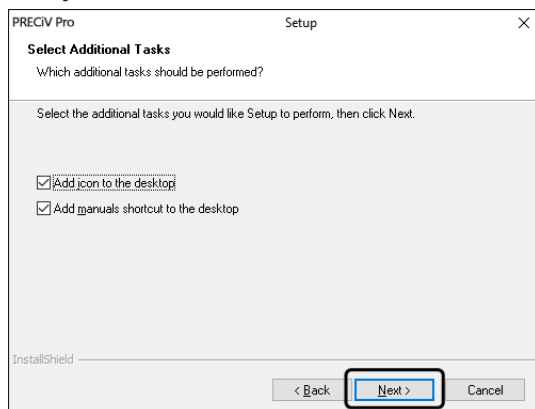 PRECiV Pro Setup
Select Additional Tasks
Which additional tasks should be performed?
Select the additional tasks you would like Setup to perform, then click Next.
Add icon to the desktop
Add manuals shortcut to the desktop
InstallShield
< Back Next > Cancel